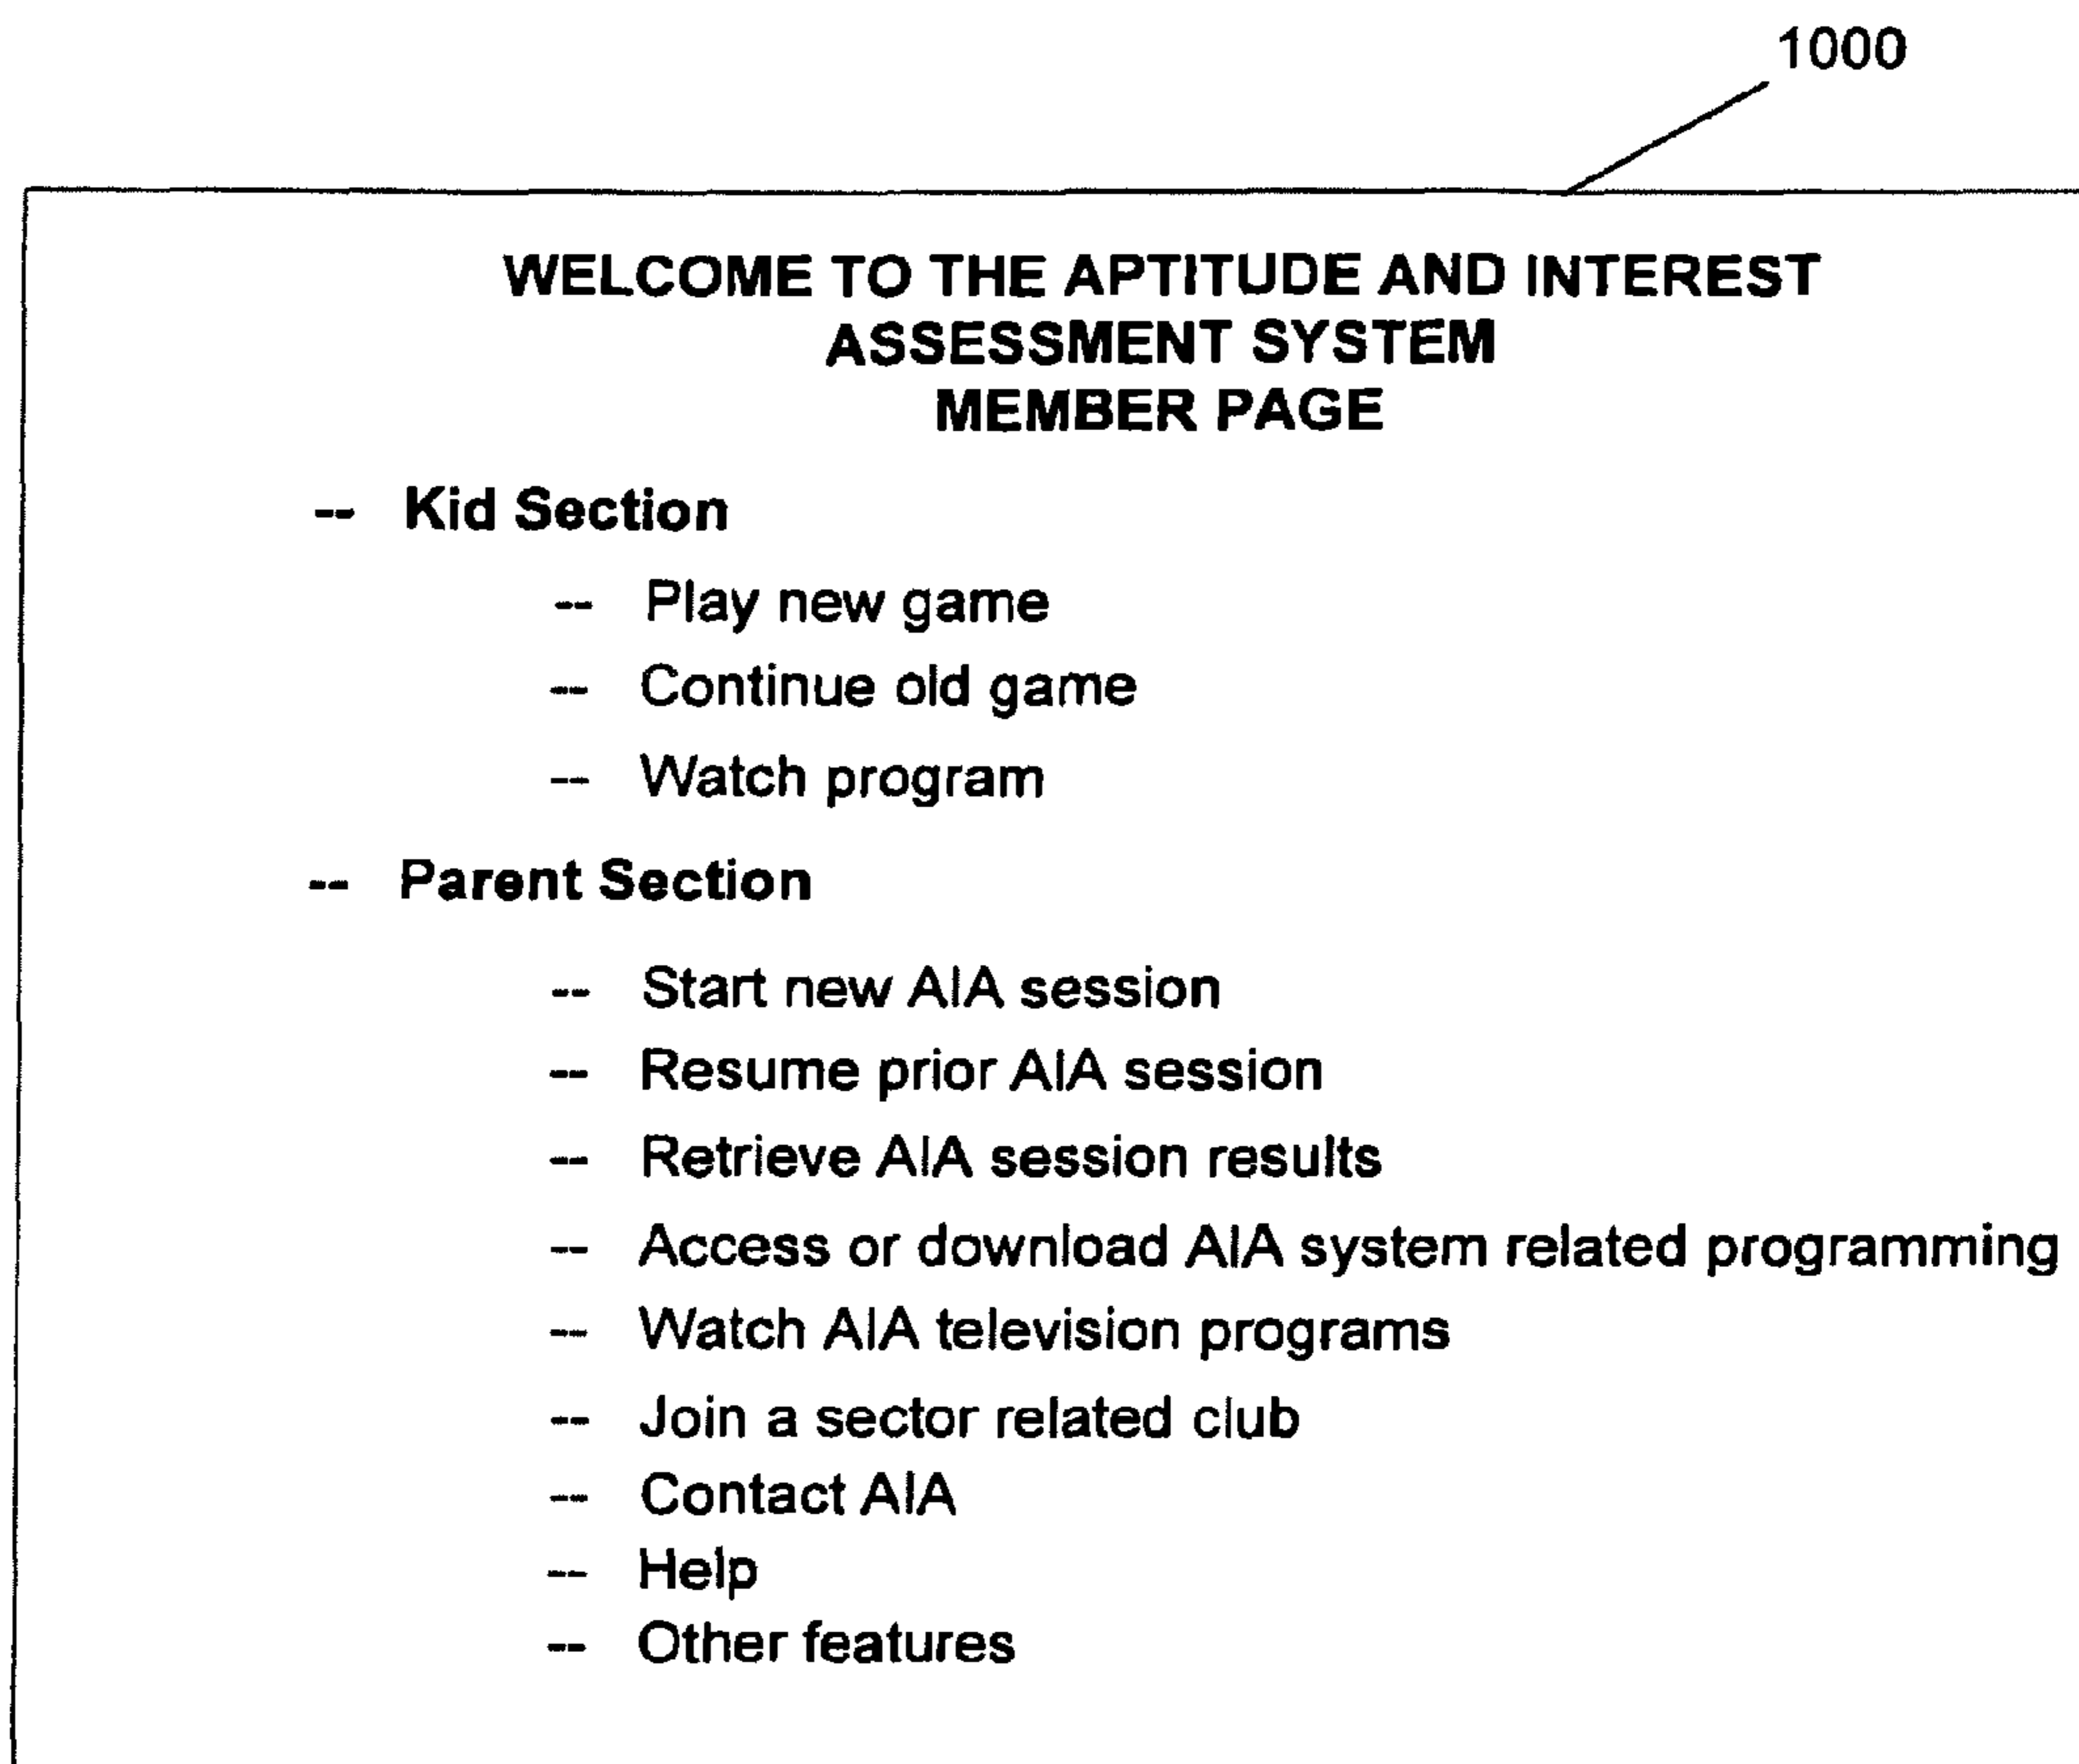 1000
WELCOME TO THE APTITUDE AND INTEREST
ASSESSMENT SYSTEM
MEMBER PAGE
-- Kid Section
-- Play new game
-- Continue old game
-- Watch program
-- Parent Section
-- Start new AIA session
-- Resume prior AIA session
-- Retrieve AIA session results
-- Access or download AIA system related programming
-- Watch AIA television programs
-- Join a sector related club
-- Contact AIA
-- Help
-- Other features